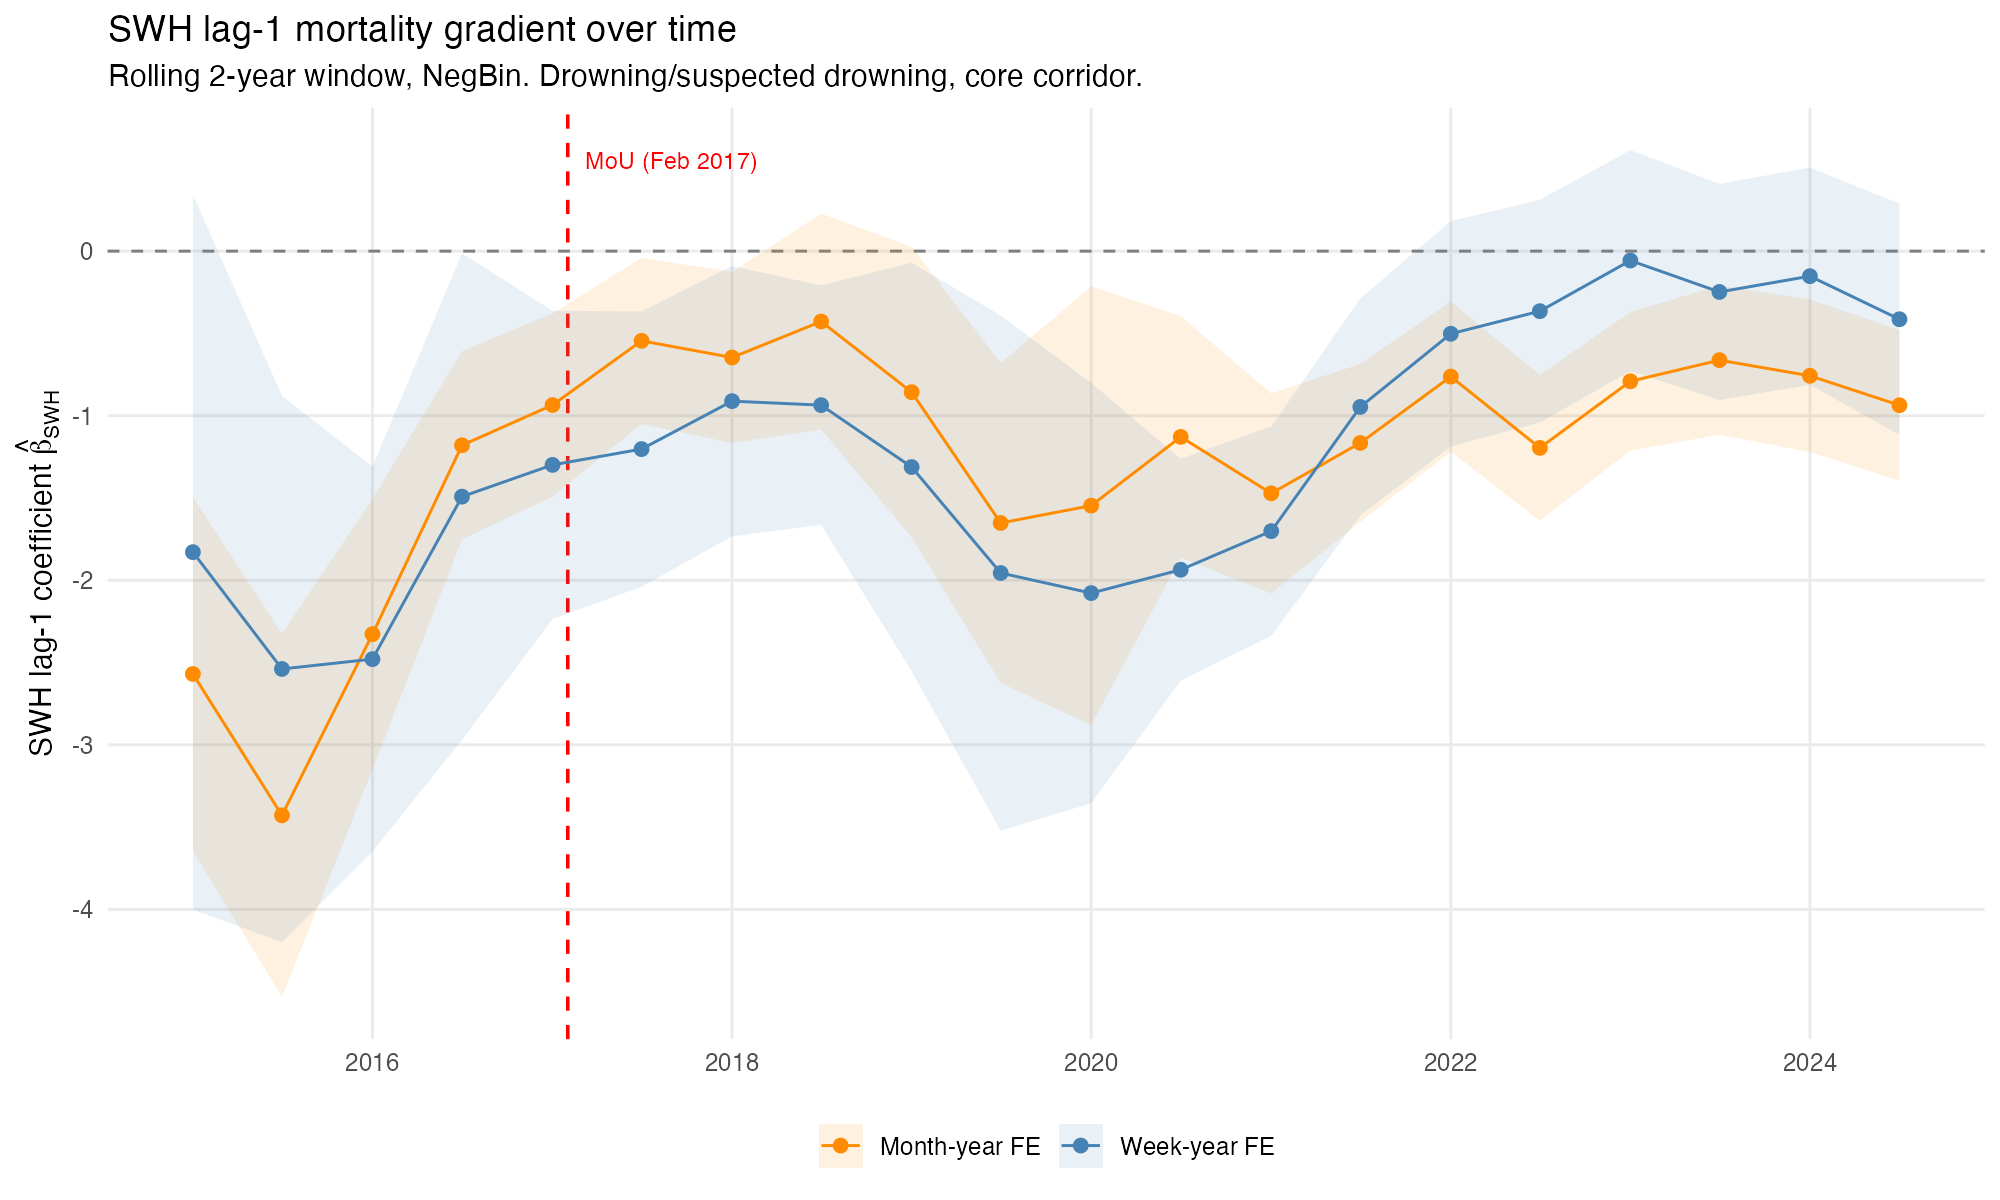 SWH lag-1 mortality gradient over time
Rolling 2-year window, NegBin. Drowning/suspected drowning, core corridor.
MoU (Feb 2017)
SWH lag-1 coefficient β̂SWH
0
-1
-2
-3
-4
2016
2018
2020
2022
2024
Month-year FE
Week-year FE